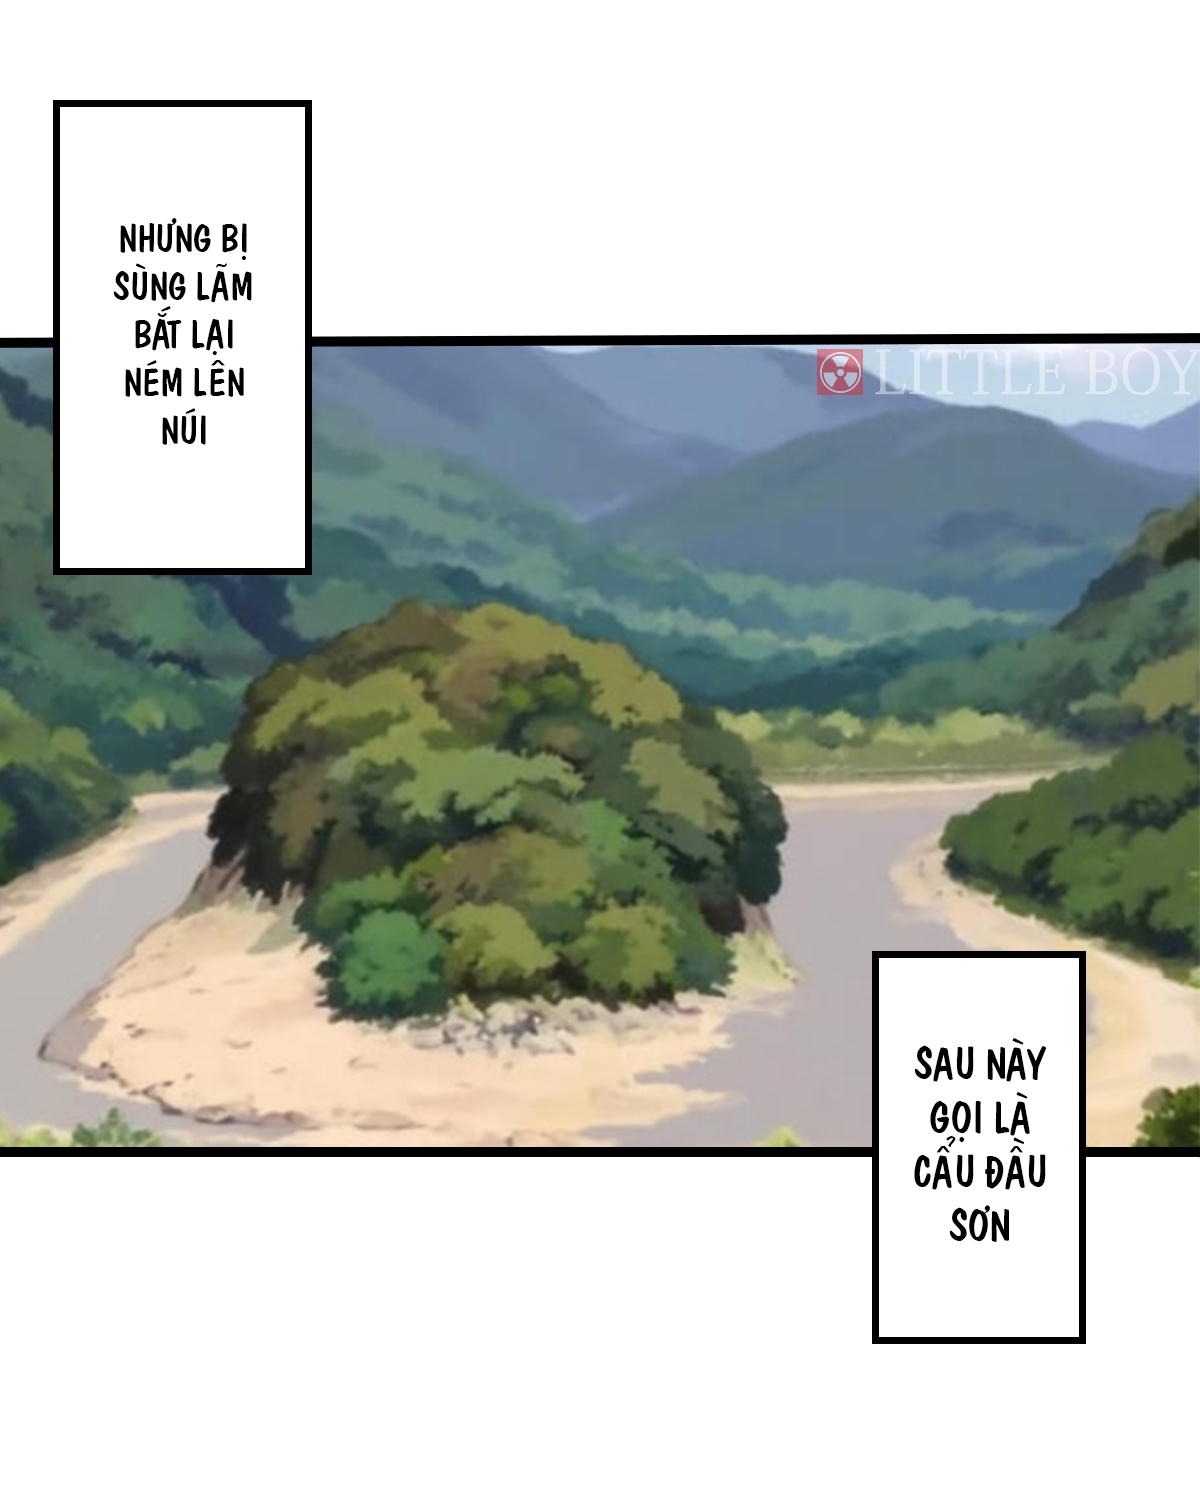 NHƯNG BỊ
SÙNG LÃM
BẮT LẠI
NÉM LÊN
NÚI
LITTLE BOY
SAU NÀY
GỌI LÀ
CẨU ĐẦU
SƠN